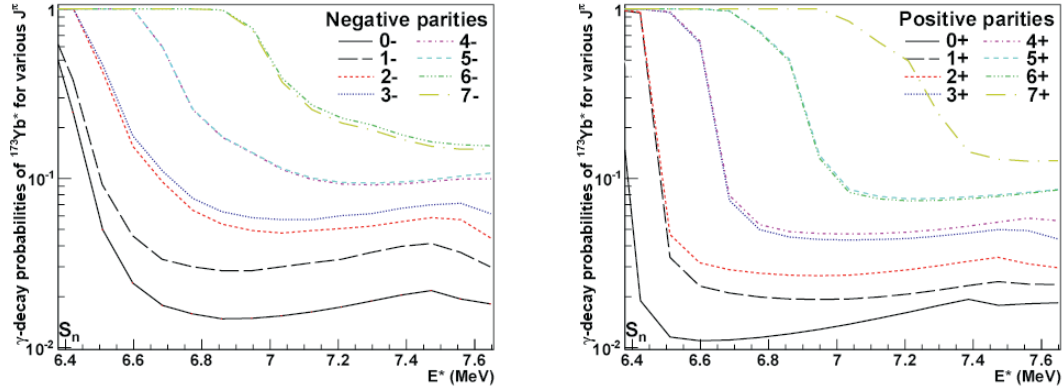 γ-decay probabilities of ¹⁷³Yb* for various Jπ
Negative parities
0-
1-
2-
3-
4-
5-
6-
7-
1
10⁻¹
10⁻²
Sₙ
6.4 6.6 6.8 7 7.2 7.4 7.6
E* (MeV)
γ-decay probabilities of ¹⁷³Yb* for various Jπ
Positive parities
0+
1+
2+
3+
4+
5+
6+
7+
1
10⁻¹
10⁻²
Sₙ
6.4 6.6 6.8 7 7.2 7.4 7.6
E* (MeV)